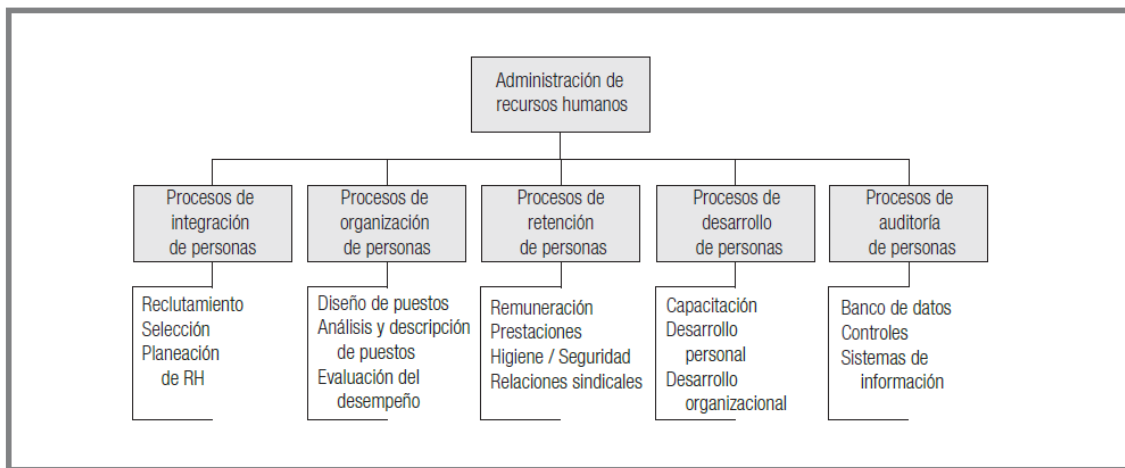 Administración de
recursos humanos
Procesos de
integración
de personas
Procesos de
organización
de personas
Procesos de
retención
de personas
Procesos de
desarrollo
de personas
Procesos de
auditoría
de personas
Reclutamiento
Selección
Planeación
de RH
Diseño de puestos
Análisis y descripción
de puestos
Evaluación del
desempeño
Remuneración
Prestaciones
Higiene / Seguridad
Relaciones sindicales
Capacitación
Desarrollo
personal
Desarrollo
organizacional
Banco de datos
Controles
Sistemas de
información